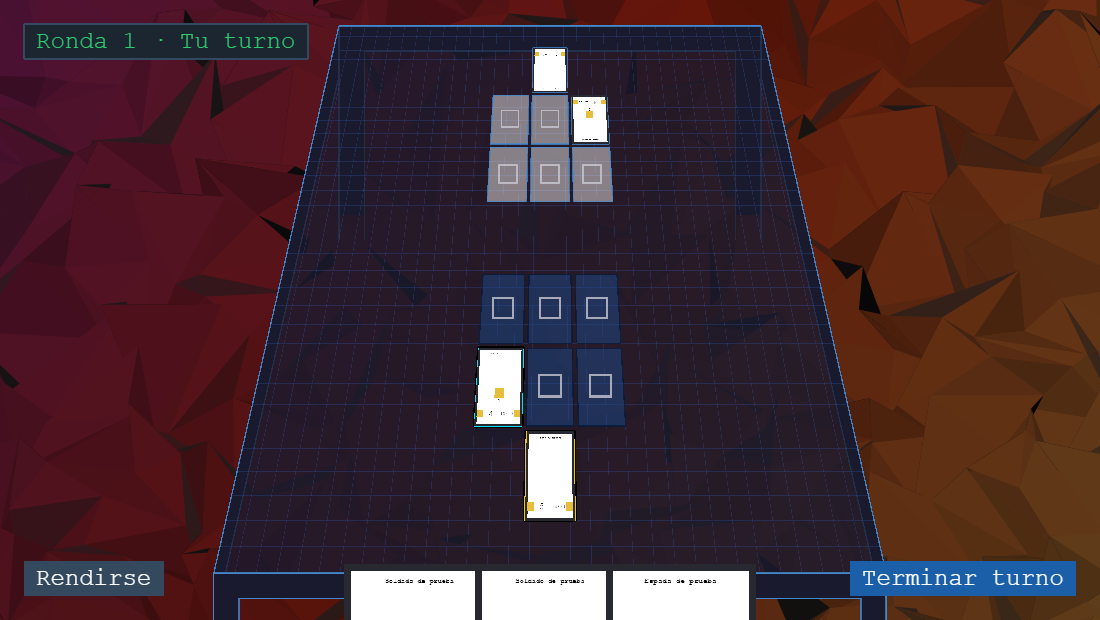 Ronda 1 · Tu turno
Rendirse
Terminar turno
Soldado de prueba
Soldado de prueba
Espada de prueba